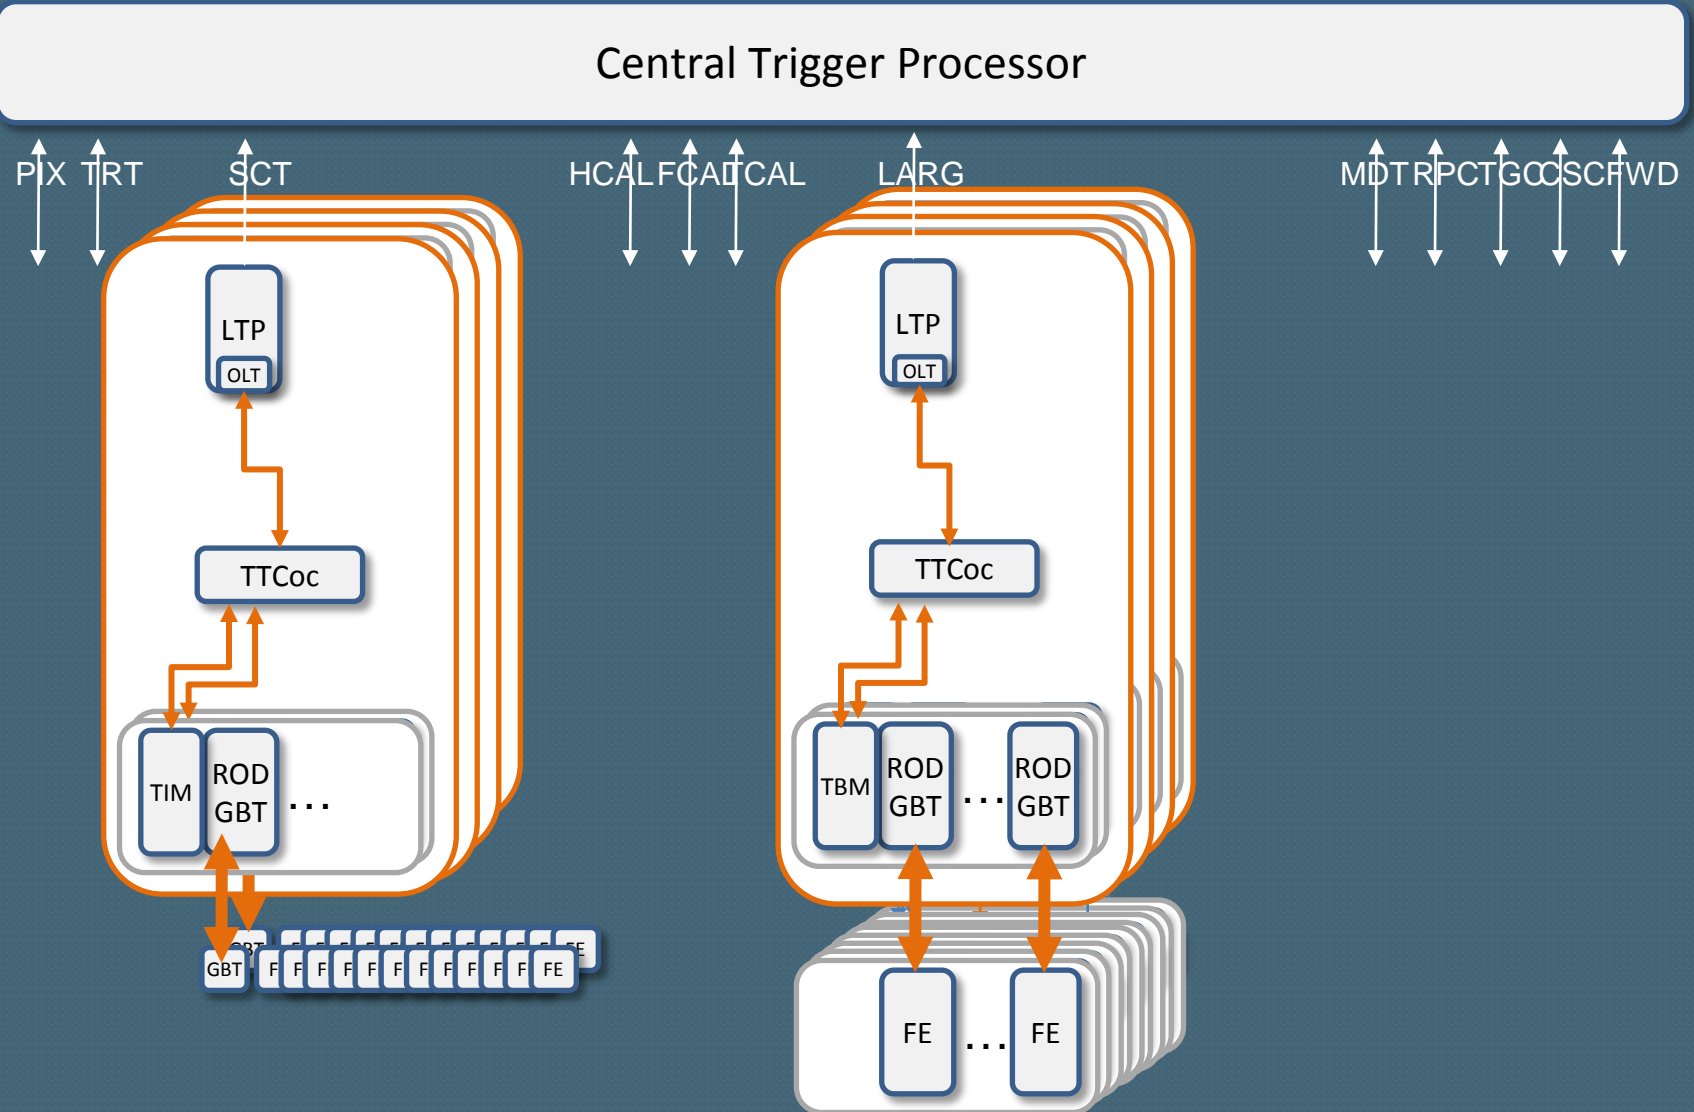 Central Trigger Processor
PIX TRT SCT HCAL FCAL TCAL LARG MDT RPC TGC CSC FWD
LTP
OLT
TTCoc
TIM
ROD
GBT
...
GBT F F F F F F F F F F F FE
LTP
OLT
TTCoc
TBM
ROD
GBT
...
ROD
GBT
FE
...
FE